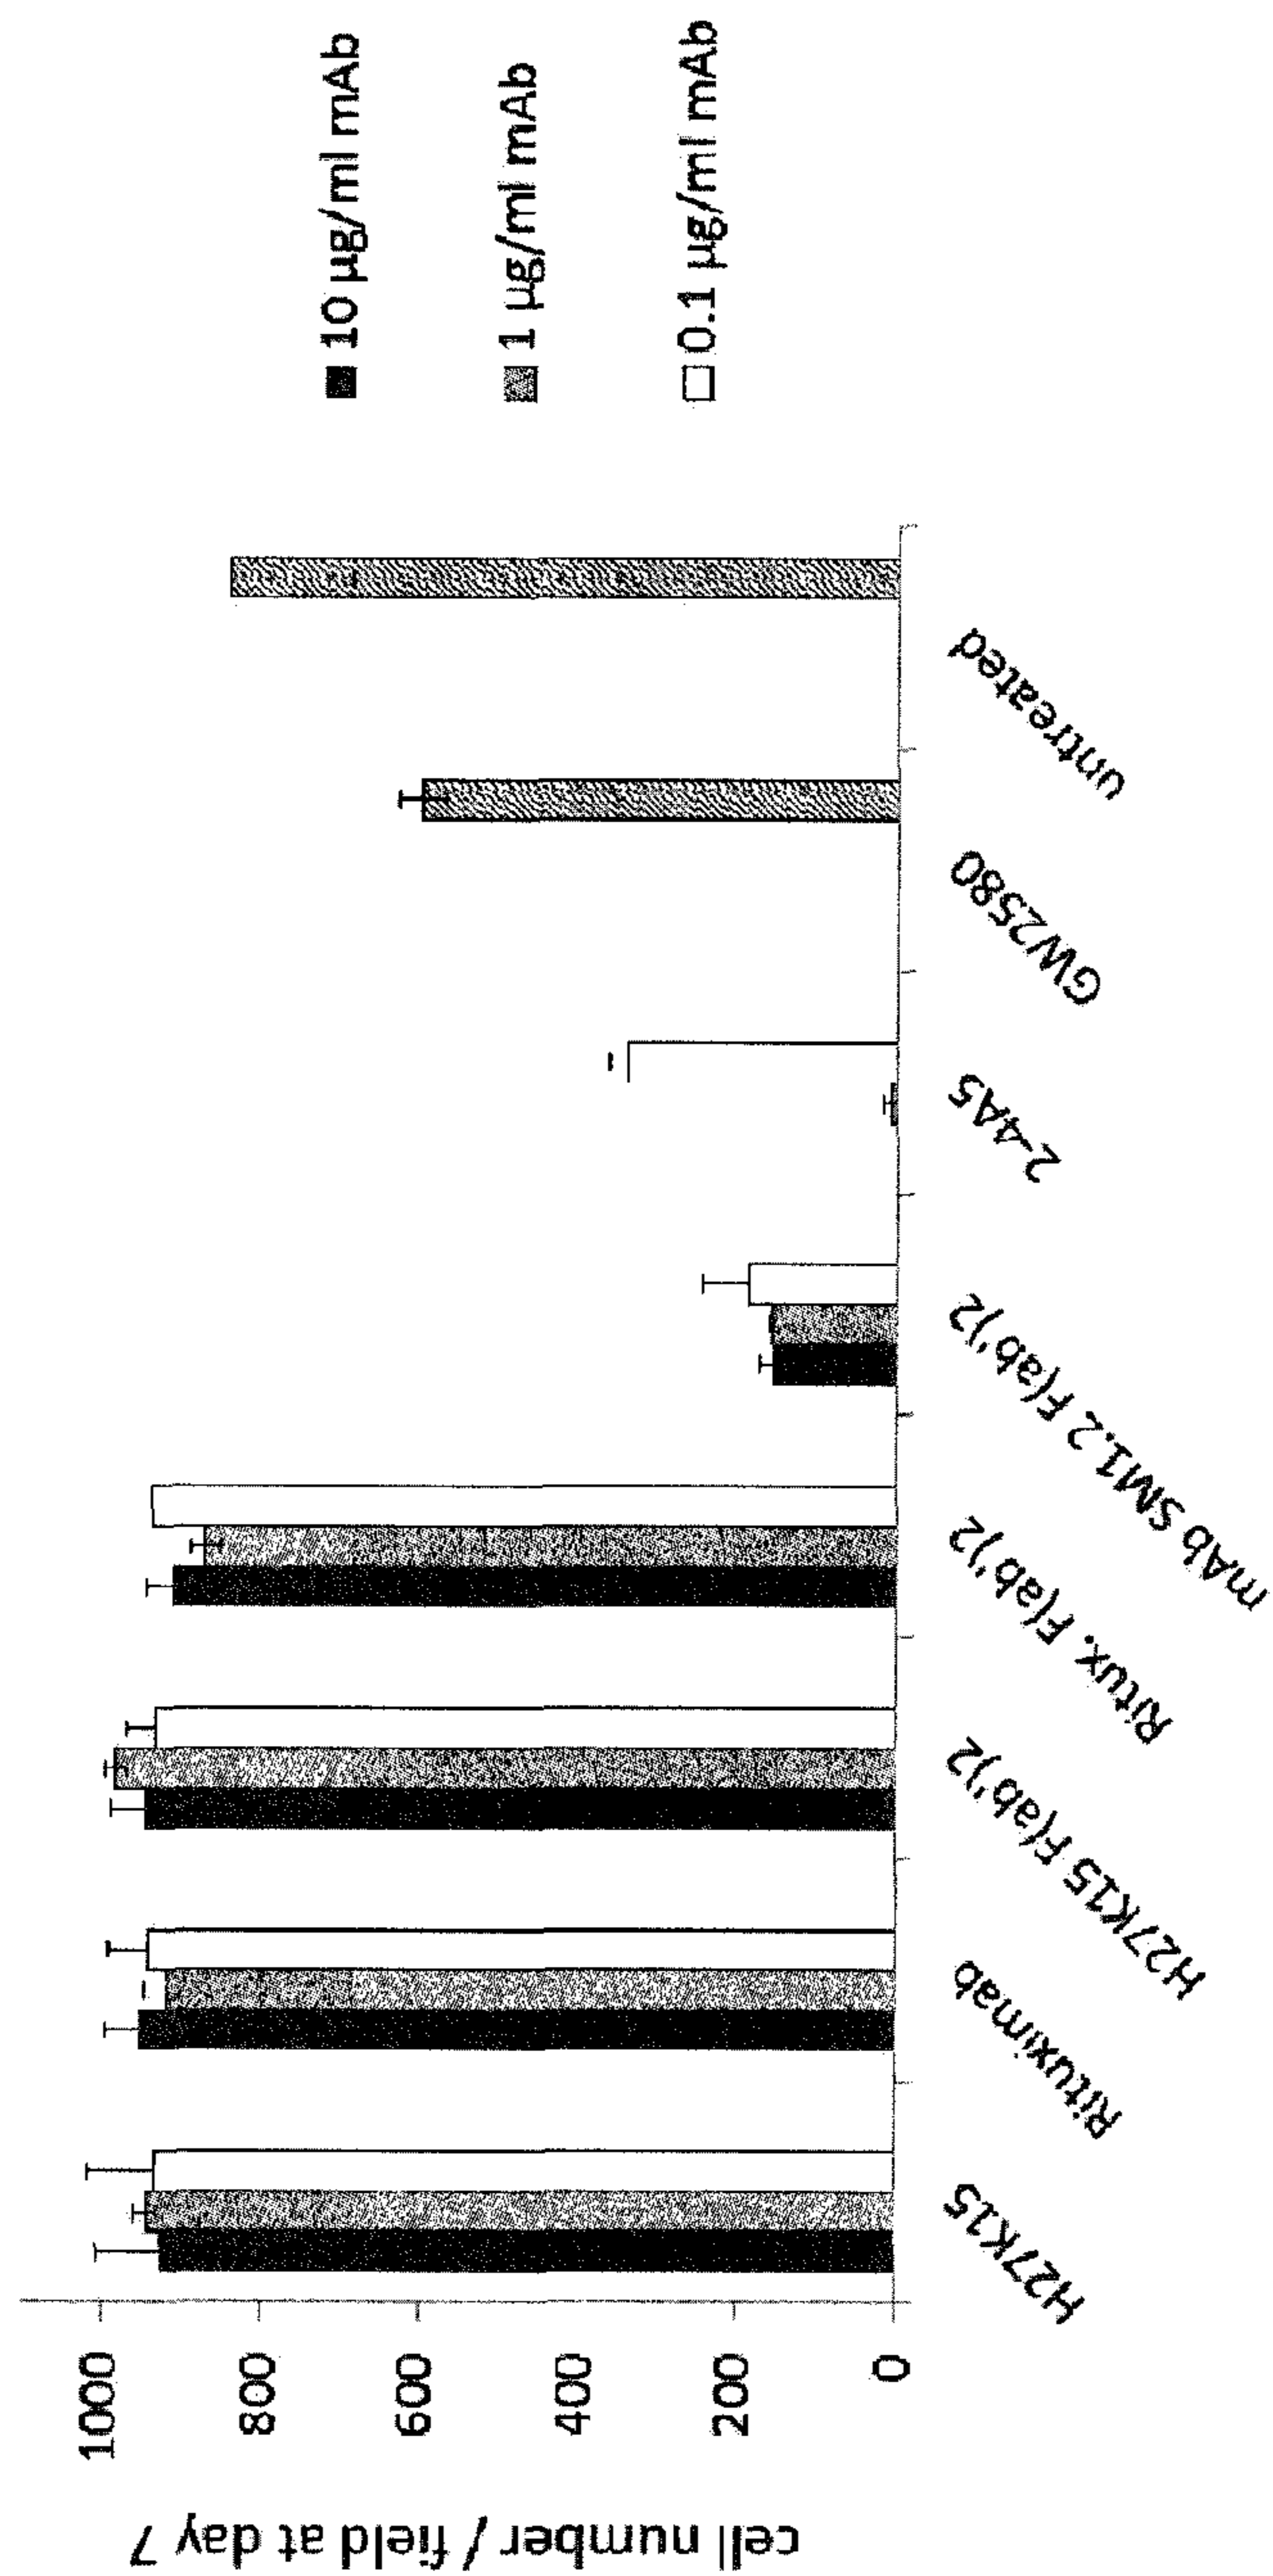 cell number / field at day 7
1000
800
600
400
200
0
H27K15
Rituximab
H27K15 F(ab')2
Ritux. F(ab')2
mAb SM1.2 F(ab')2
2-4A5
GW2580
untreated
10 µg/ml mAb
1 µg/ml mAb
0.1 µg/ml mAb